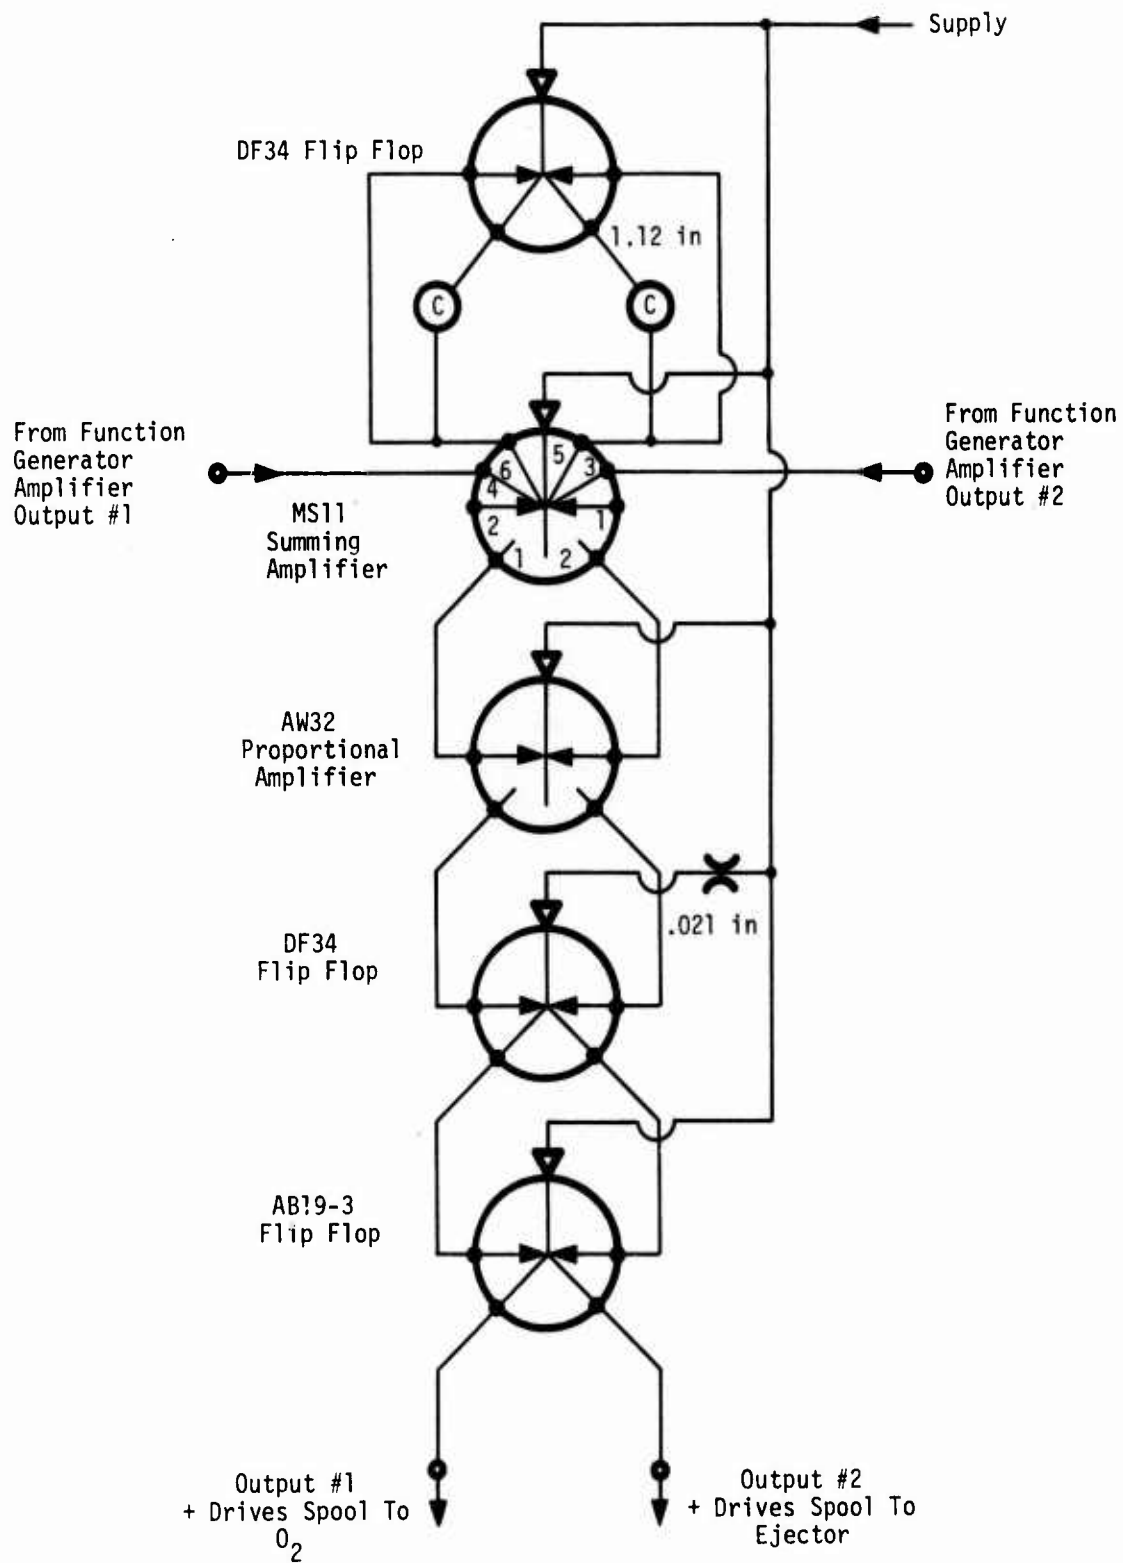 Supply
DF34 Flip Flop
1.12 in
C
C
From Function
Generator
Amplifier
Output #1
From Function
Generator
Amplifier
Output #2
5
6
3
4
2
1
1
2
MS11
Summing
Amplifier
AW32
Proportional
Amplifier
.021 in
DF34
Flip Flop
AB19-3
Flip Flop
Output #1
+ Drives Spool To
O2
Output #2
+ Drives Spool To
Ejector